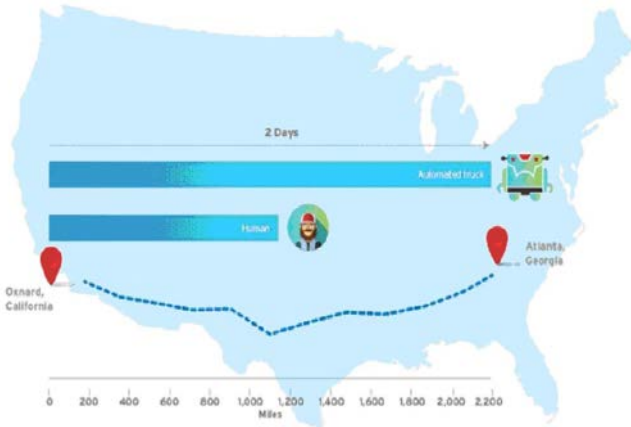 2 Days
Automated truck
Human
Oxnard,
California
Atlanta,
Georgia
0 200 400 600 800 1,000 1,200 1,400 1,600 1,800 2,000 2,200
Miles